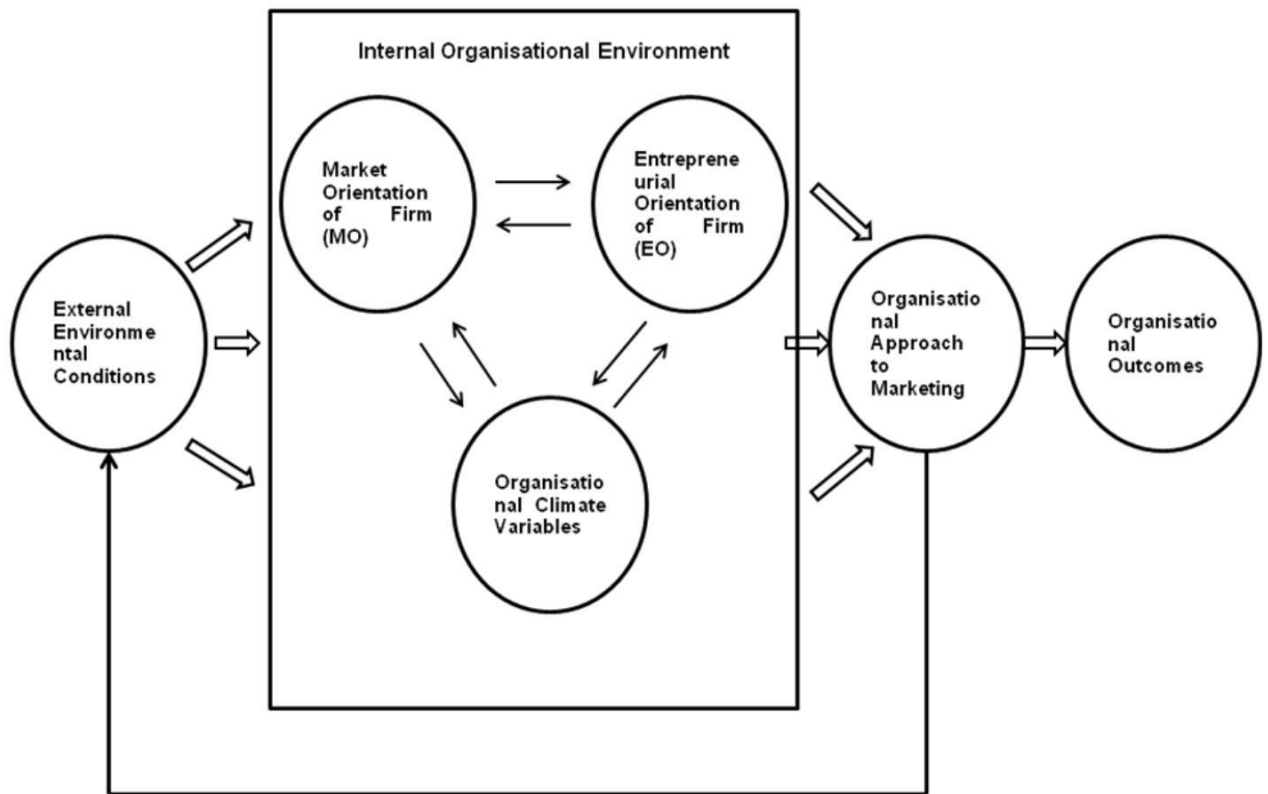 Internal Organisational Environment
Market
Orientation
of Firm
(MO)
Entreprene
urial
Orientation
of Firm
(EO)
External
Environme
ntal
Conditions
Organisatio
nal Climate
Variables
Organisatio
nal
Approach
to
Marketing
Organisatio
nal
Outcomes